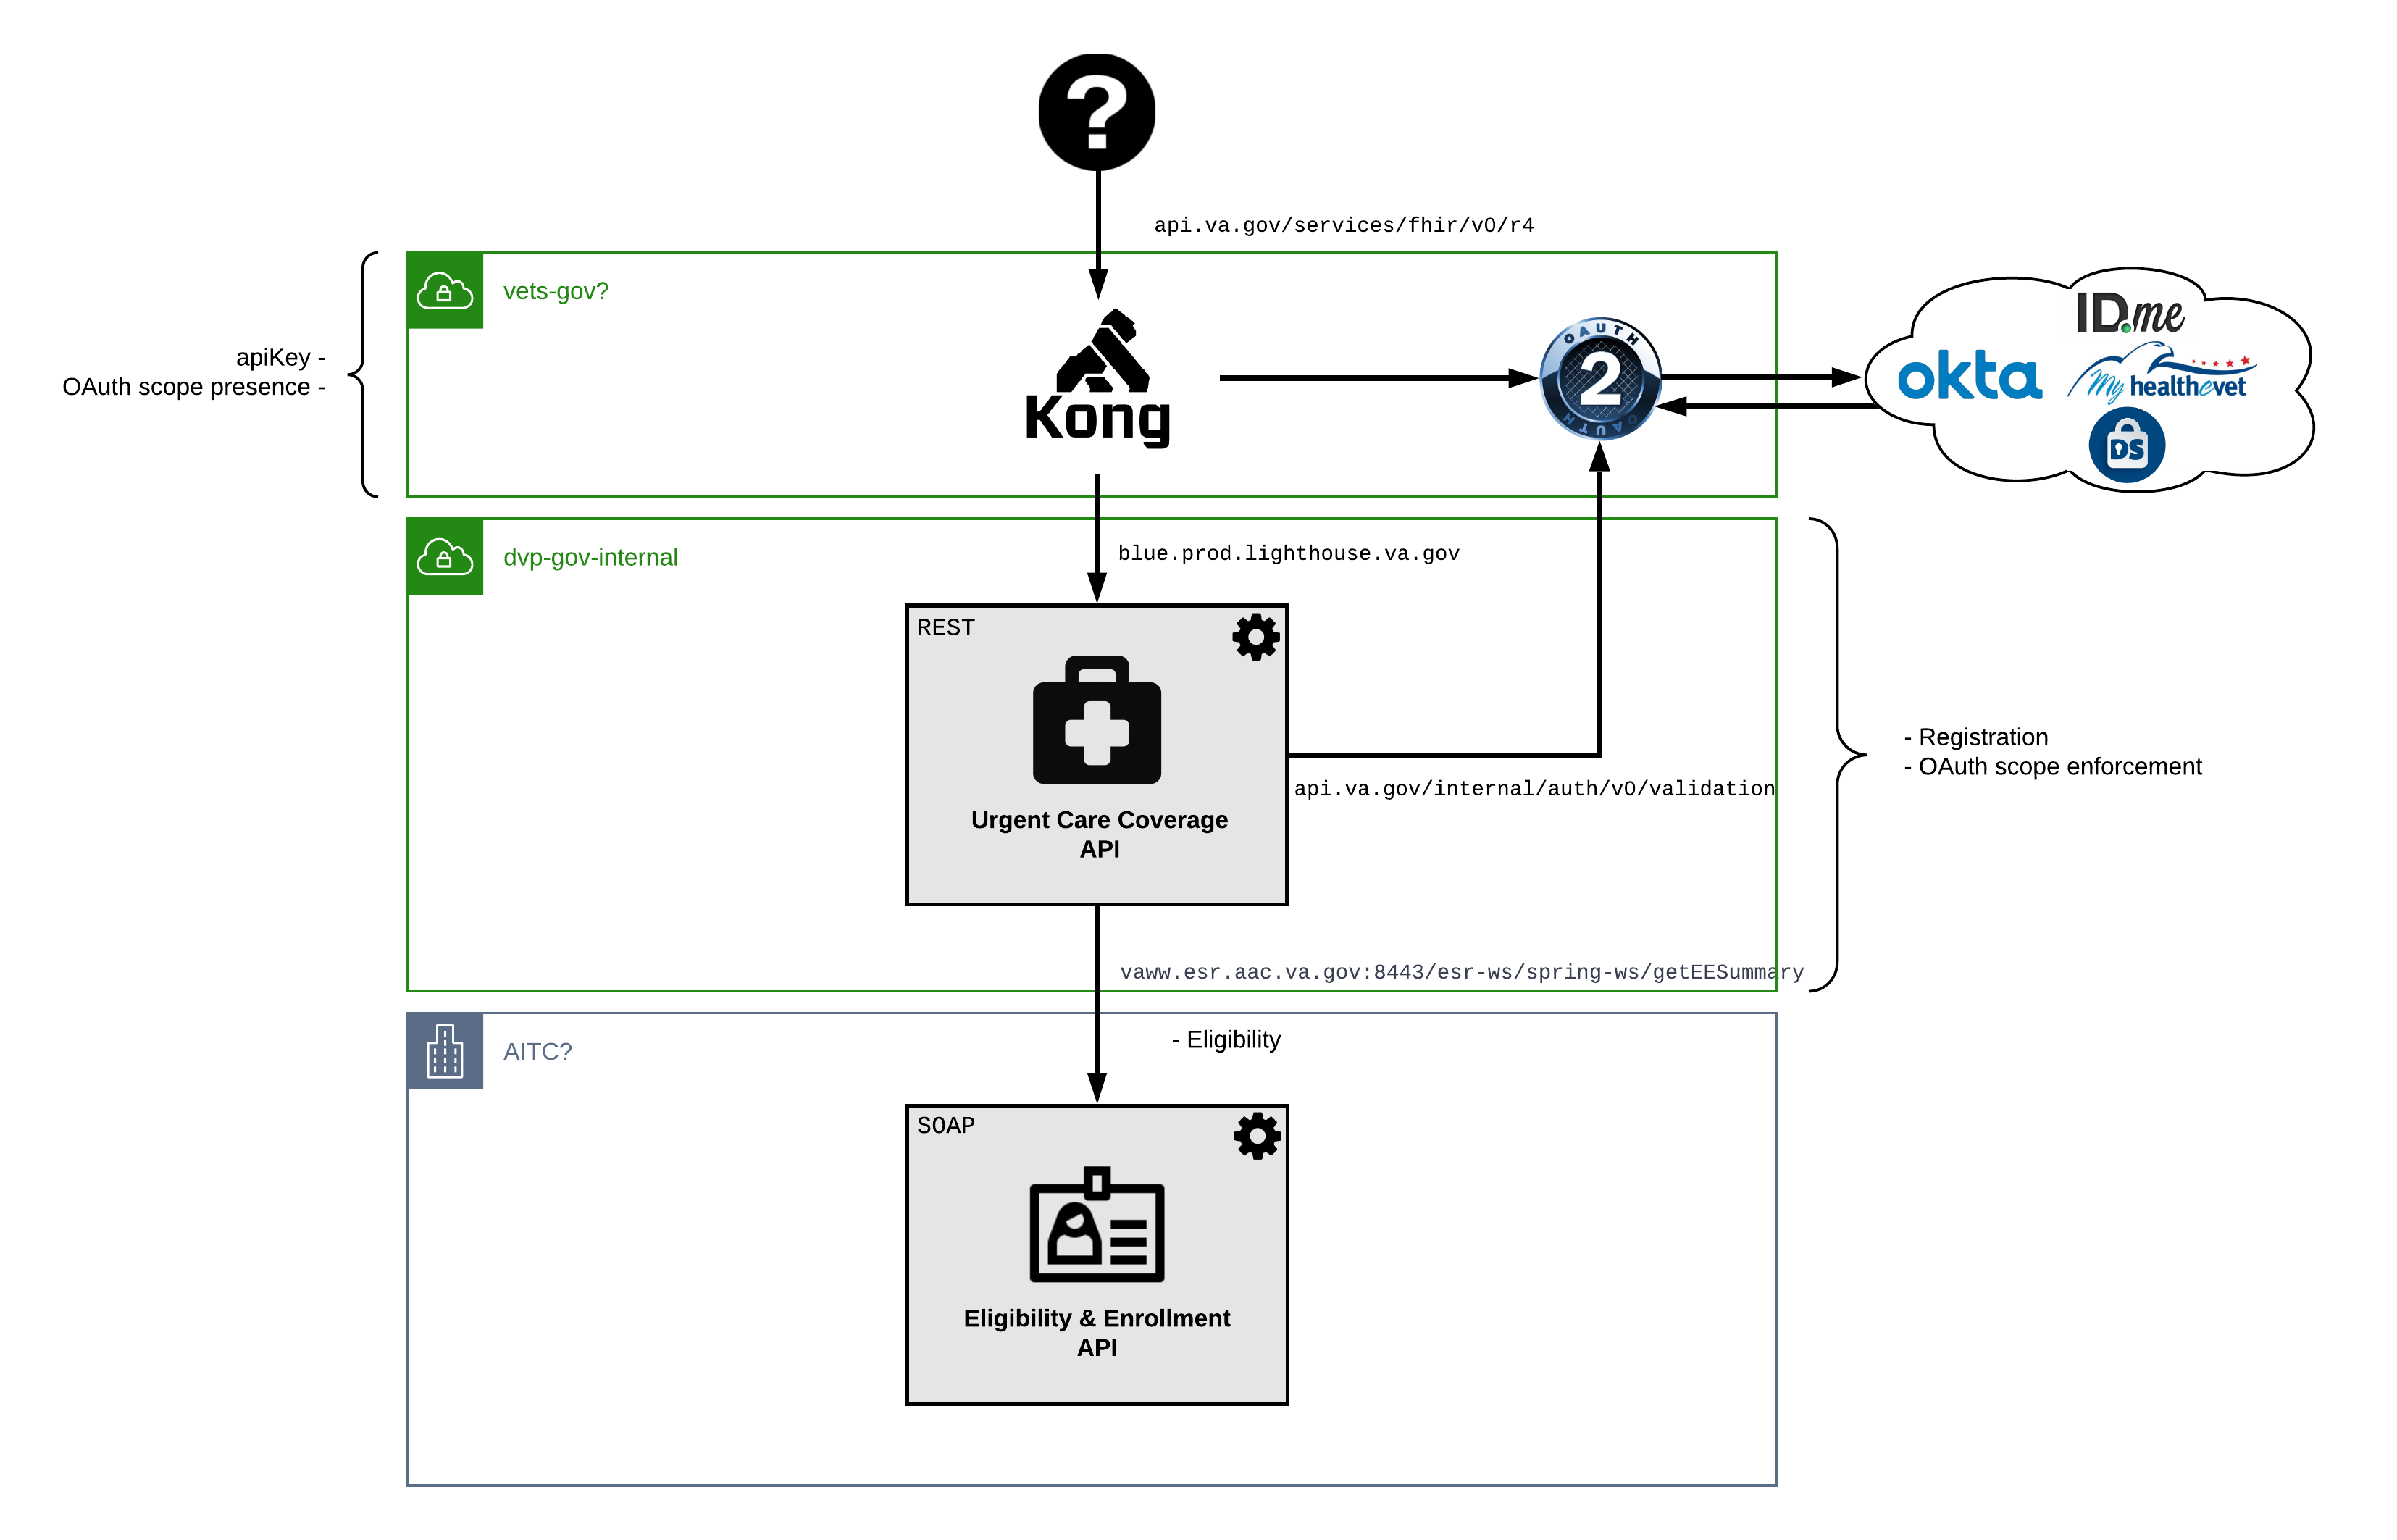 ?
api.va.gov/services/fhir/v0/r4
vets-gov?
apiKey -
OAuth scope presence -
Kong
OAUTH
2
OAUTH
ID.me
okta
My healthevet
DS
dvp-gov-internal
blue.prod.lighthouse.va.gov
REST
Urgent Care Coverage
API
api.va.gov/internal/auth/v0/validation
- Registration
- OAuth scope enforcement
vaww.esr.aac.va.gov:8443/esr-ws/spring-ws/getEESummary
AITC?
- Eligibility
SOAP
Eligibility & Enrollment
API